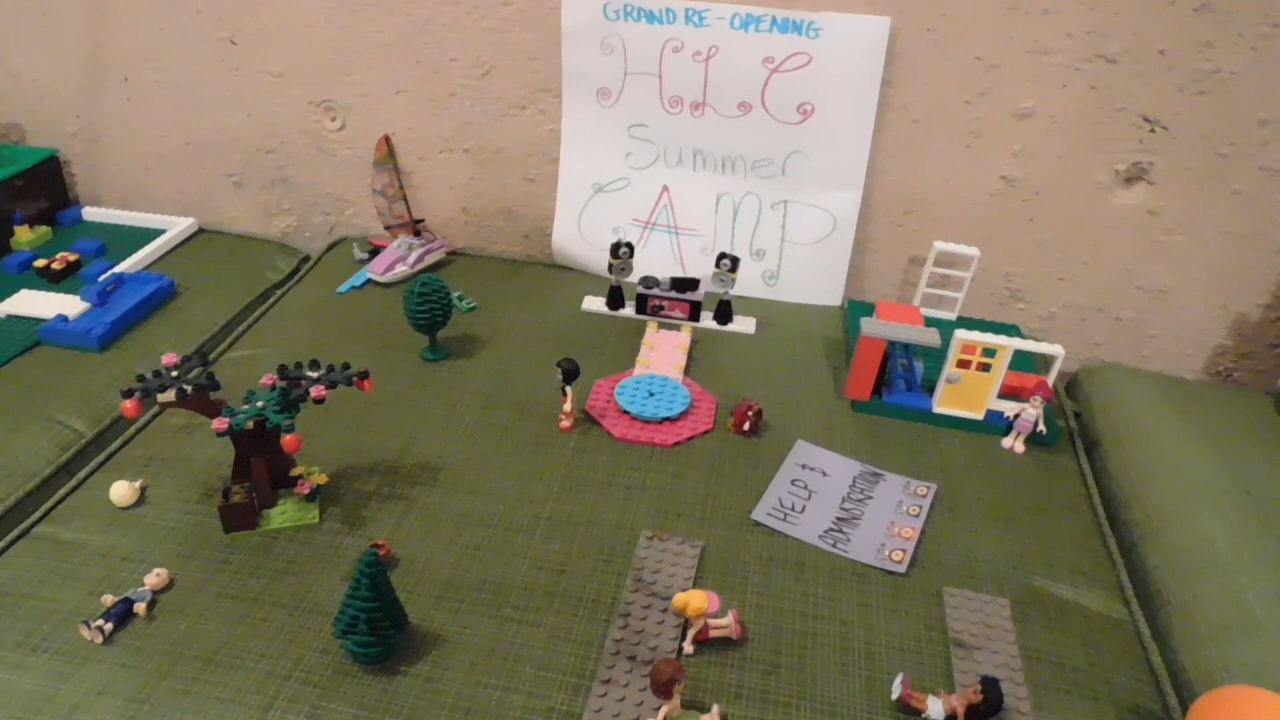 GRAND RE-OPENING
HLC
Summer
CAMP
HELP &
ADMINISTRATION